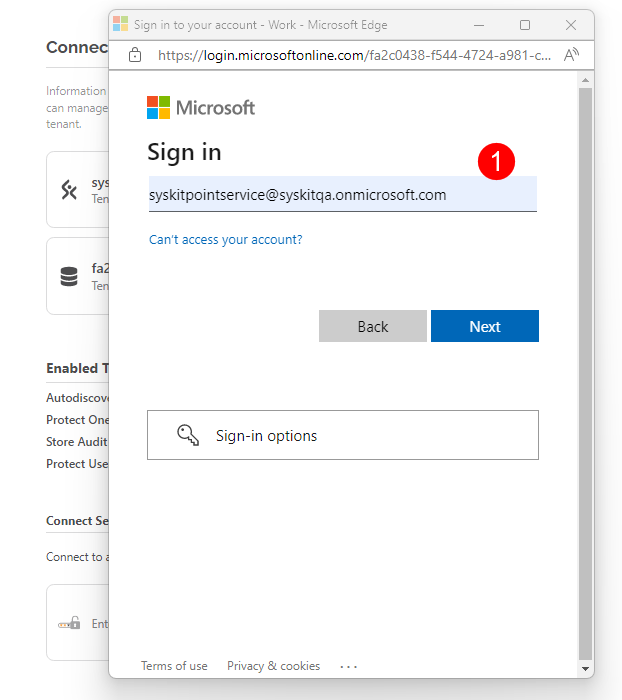 Sign in to your account - Work - Microsoft Edge
https://login.microsoftonline.com/fa2c0438-f544-4724-a981-c...
Microsoft
Sign in
1
syskitpointservice@syskitqa.onmicrosoft.com
Can't access your account?
Back
Next
Sign-in options
Terms of use
Privacy & cookies
...
Connec
Information
can manage
tenant.
sys
Ten
fa2
Ten
Enabled T
Autodiscove
Protect One
Store Audit
Protect Use
Connect Se
Connect to a
Ent